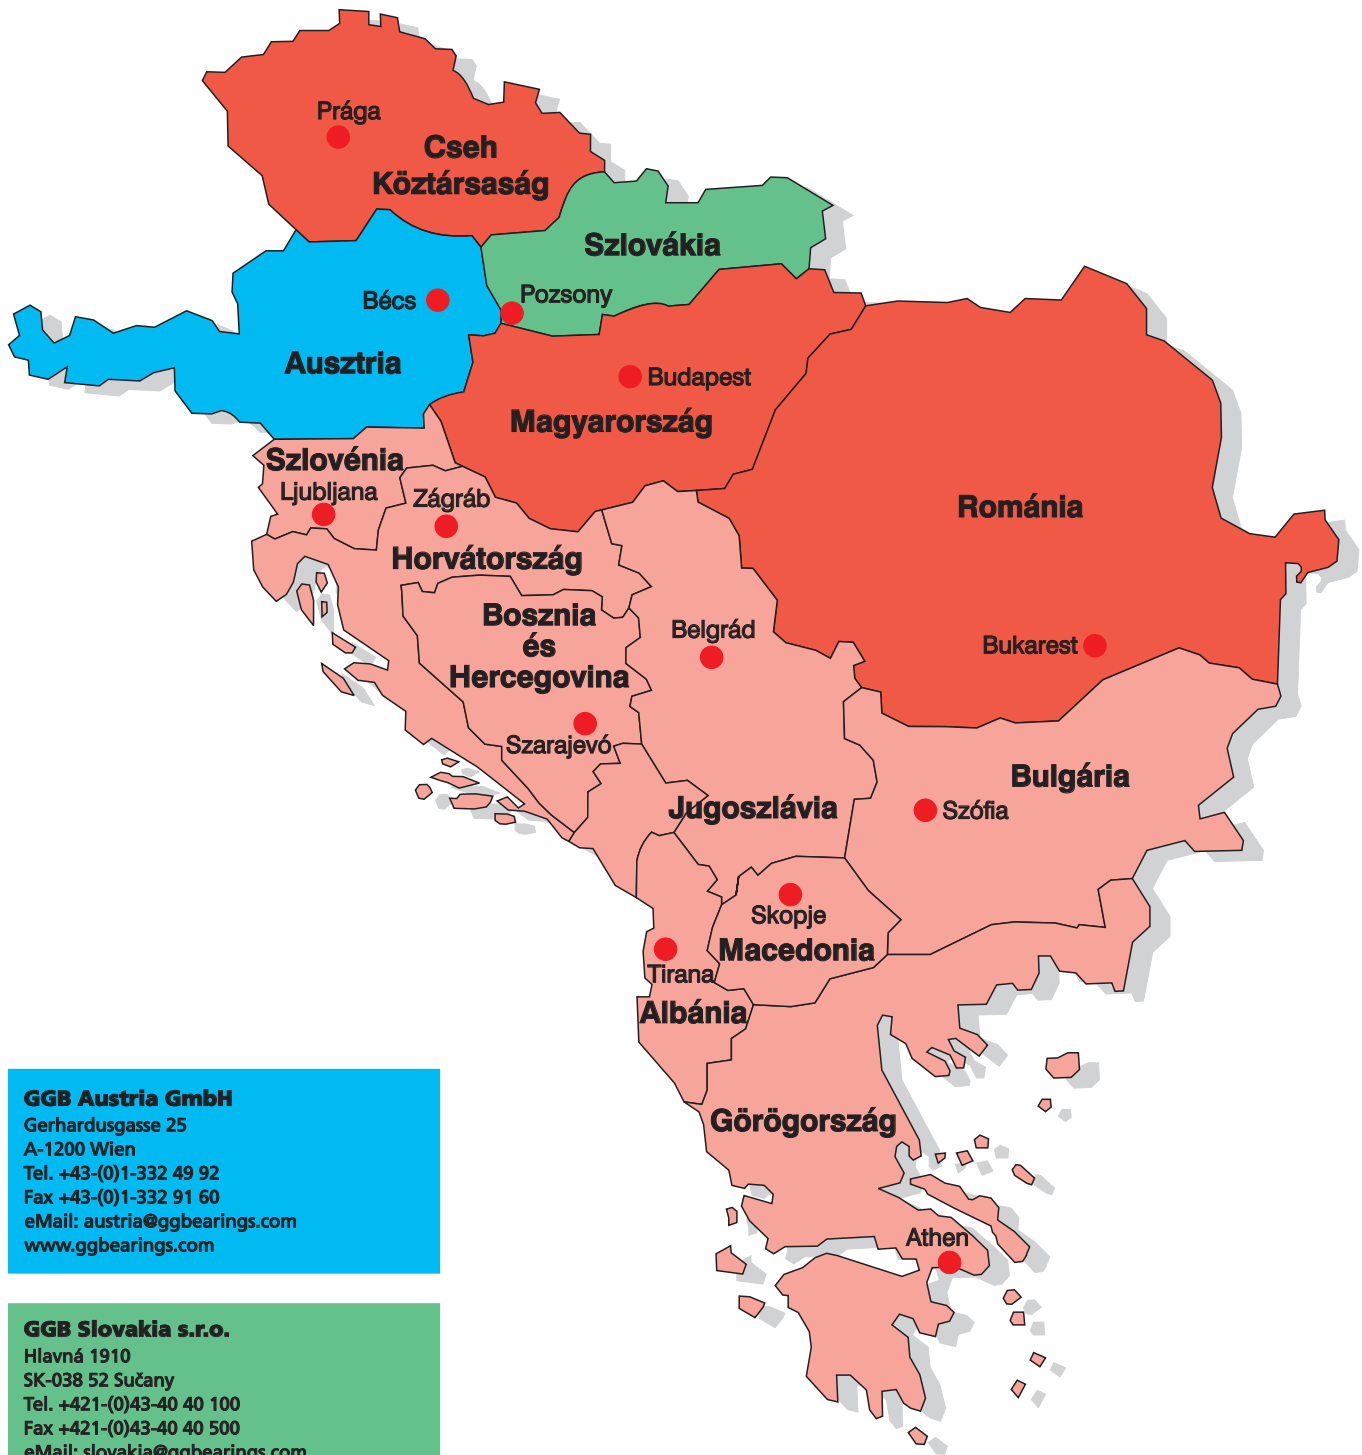 Prága
Cseh
Köztársaság
Szlovákia
Pozsony
Bécs
Ausztria
Budapest
Magyarország
Szlovénia
Ljubljana
Zágráb
Horvátország
Románia
Bukarest
Bosznia
és
Hercegovina
Szarajevó
Belgrád
Jugoszlávia
Bulgária
Szófia
Skopje
Macedonia
Tirana
Albánia
Görögország
Athen
GGB Austria GmbH
Gerhardusgasse 25
A-1200 Wien
Tel. +43-(0)1-332 49 92
Fax +43-(0)1-332 91 60
eMail: austria@ggbearings.com
www.ggbearings.com
GGB Slovakia s.r.o.
Hlavná 1910
SK-038 52 Sučany
Tel. +421-(0)43-40 40 100
Fax +421-(0)43-40 40 500
eMail: slovakia@ggbearings.com